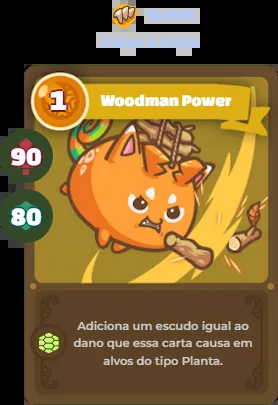 1
Woodman Power
90
80
Adiciona um escudo igual ao
dano que essa carta causa em
alvos do tipo Planta.